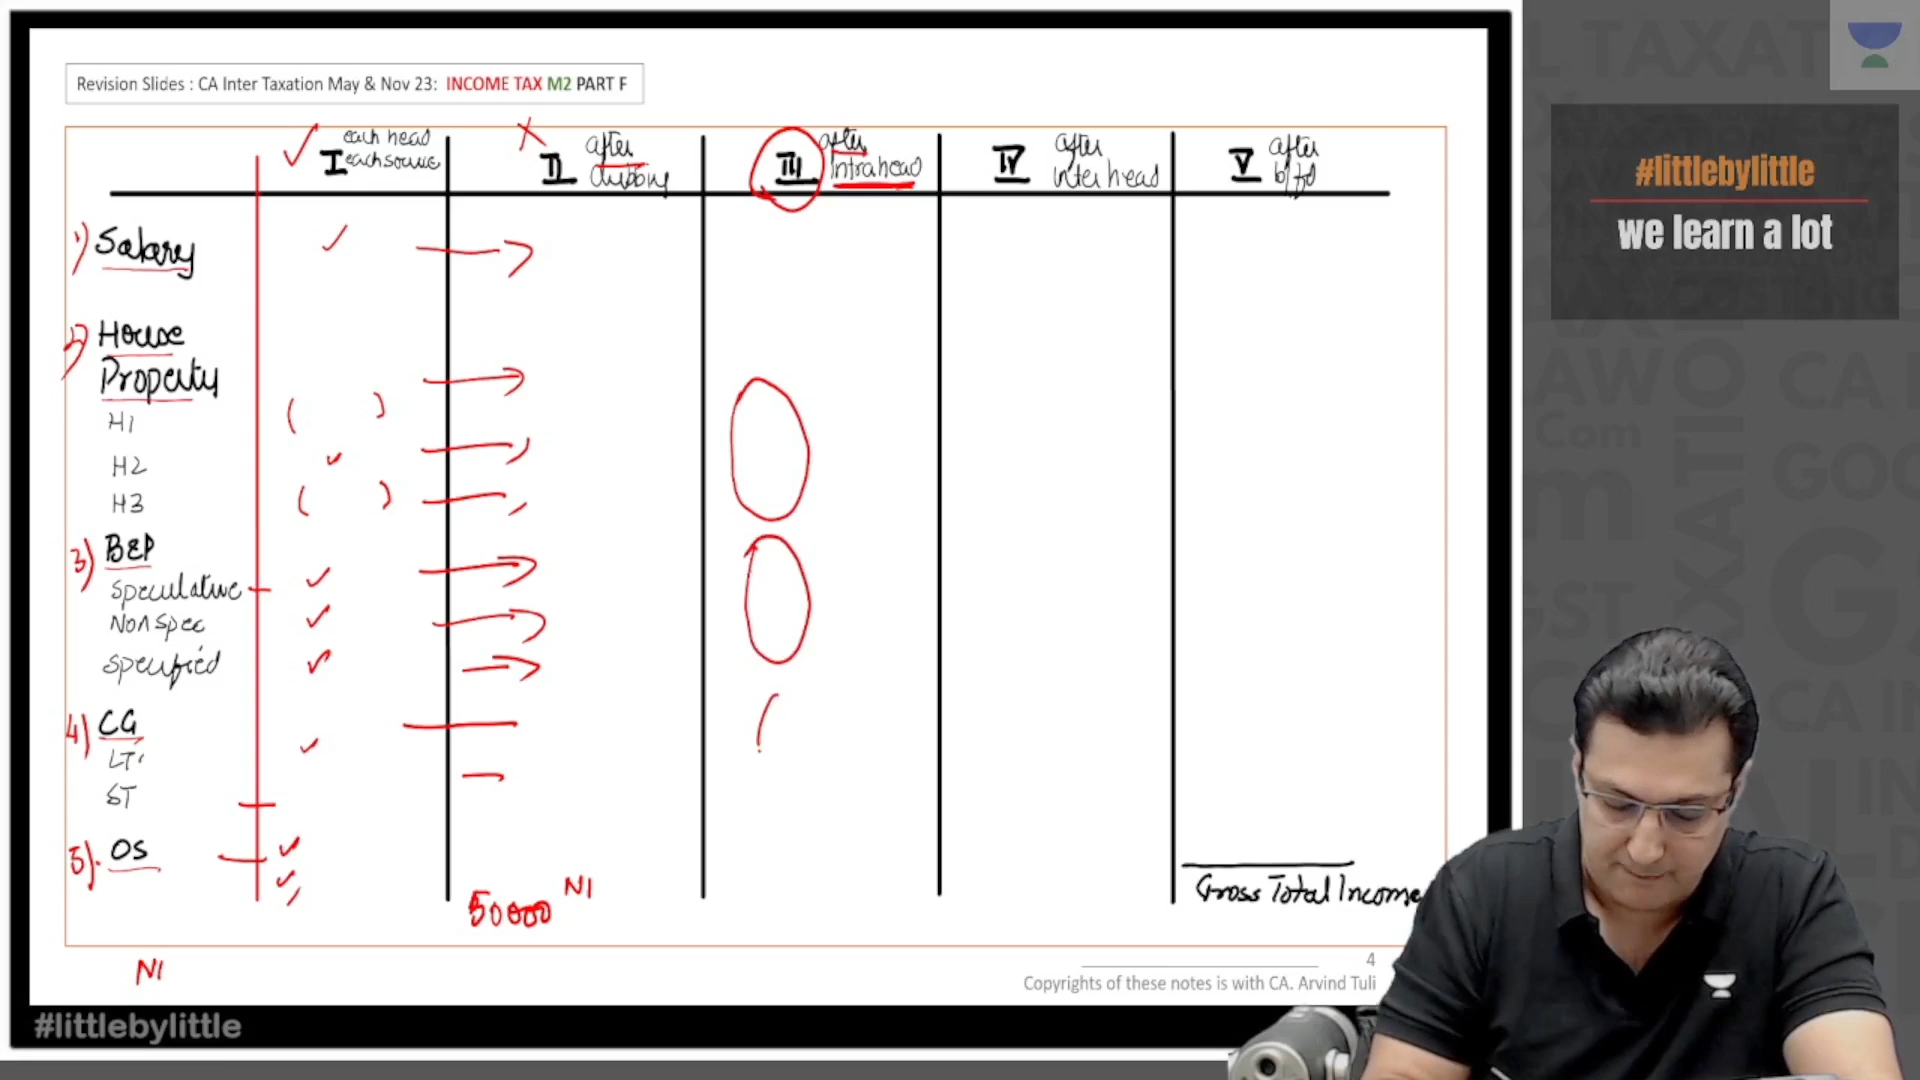 Revision Slides : CA Inter Taxation May & Nov 23: INCOME TAX M2 PART F
I each head each source
II after clubbing
III after Intrahead
IV after Inter head
V after b/fd
1) Salary
2) House Property
H1
H2
H3
3) B&P
Speculative
Non spec
Specified
4) CG
LT
ST
5). OS
50000
NI
NI
Gross Total Income
4
Copyrights of these notes is with CA. Arvind Tuli
#littlebylittle
#littlebylittle
we learn a lot